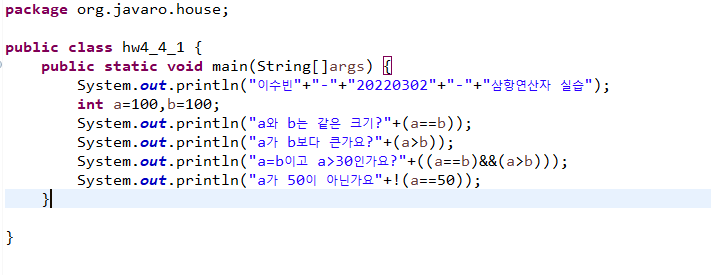 package org.javaro.house;
public class hw4_4_1 {
public static void main(String[]args) {
System.out.println("이수빈"+"-"+"20220302"+"-"+"삼항연산자 실습");
int a=100,b=100;
System.out.println("a와 b는 같은 크기?"+(a==b));
System.out.println("a가 b보다 큰가요?"+(a>b));
System.out.println("a=b이고 a>30인가요?"+((a==b)&&(a>b)));
System.out.println("a가 50이 아닌가요"+!(a==50));
}
}